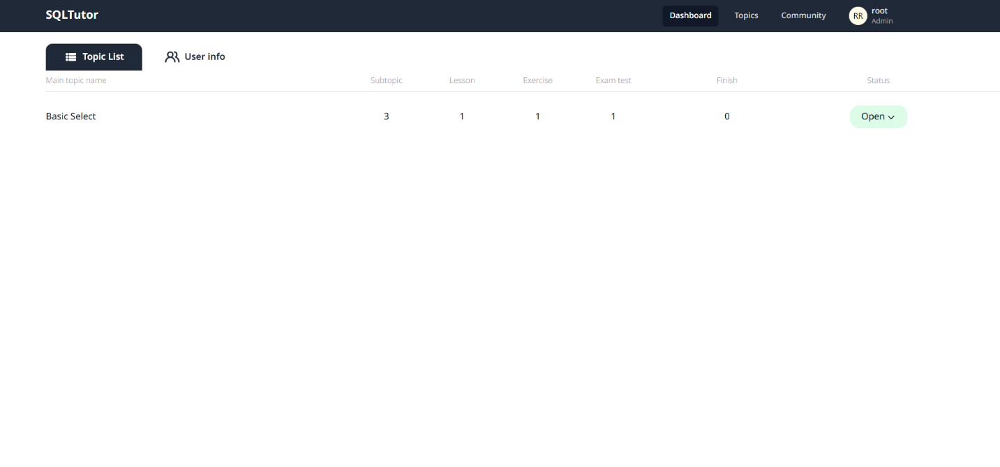 SQLTutor Dashboard Topics Community RR root
Admin
Topic List User info
Main topic name Subtopic Lesson Exercise Exam test Finish Status
Basic Select 3 1 1 1 0 Open